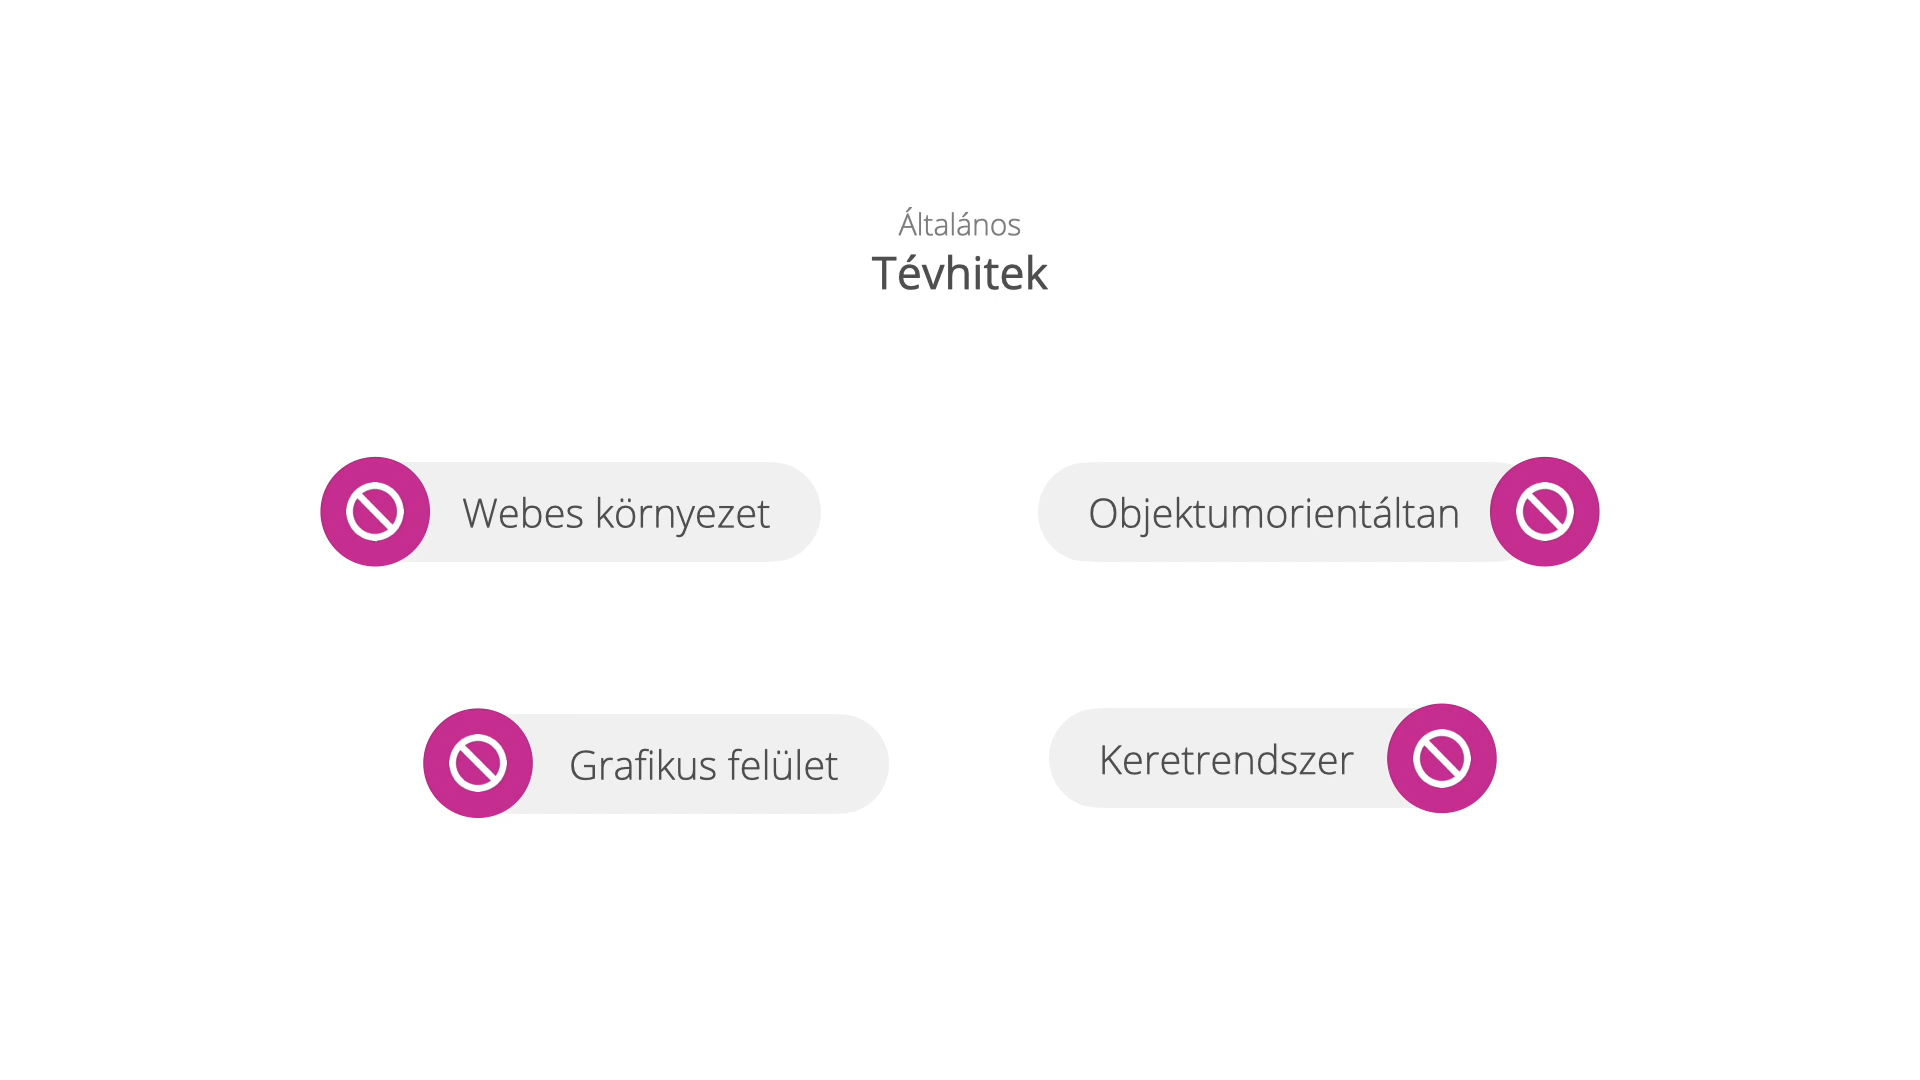 Általános
Tévhitek
Webes környezet
Objektumorientáltan
Grafikus felület
Keretrendszer